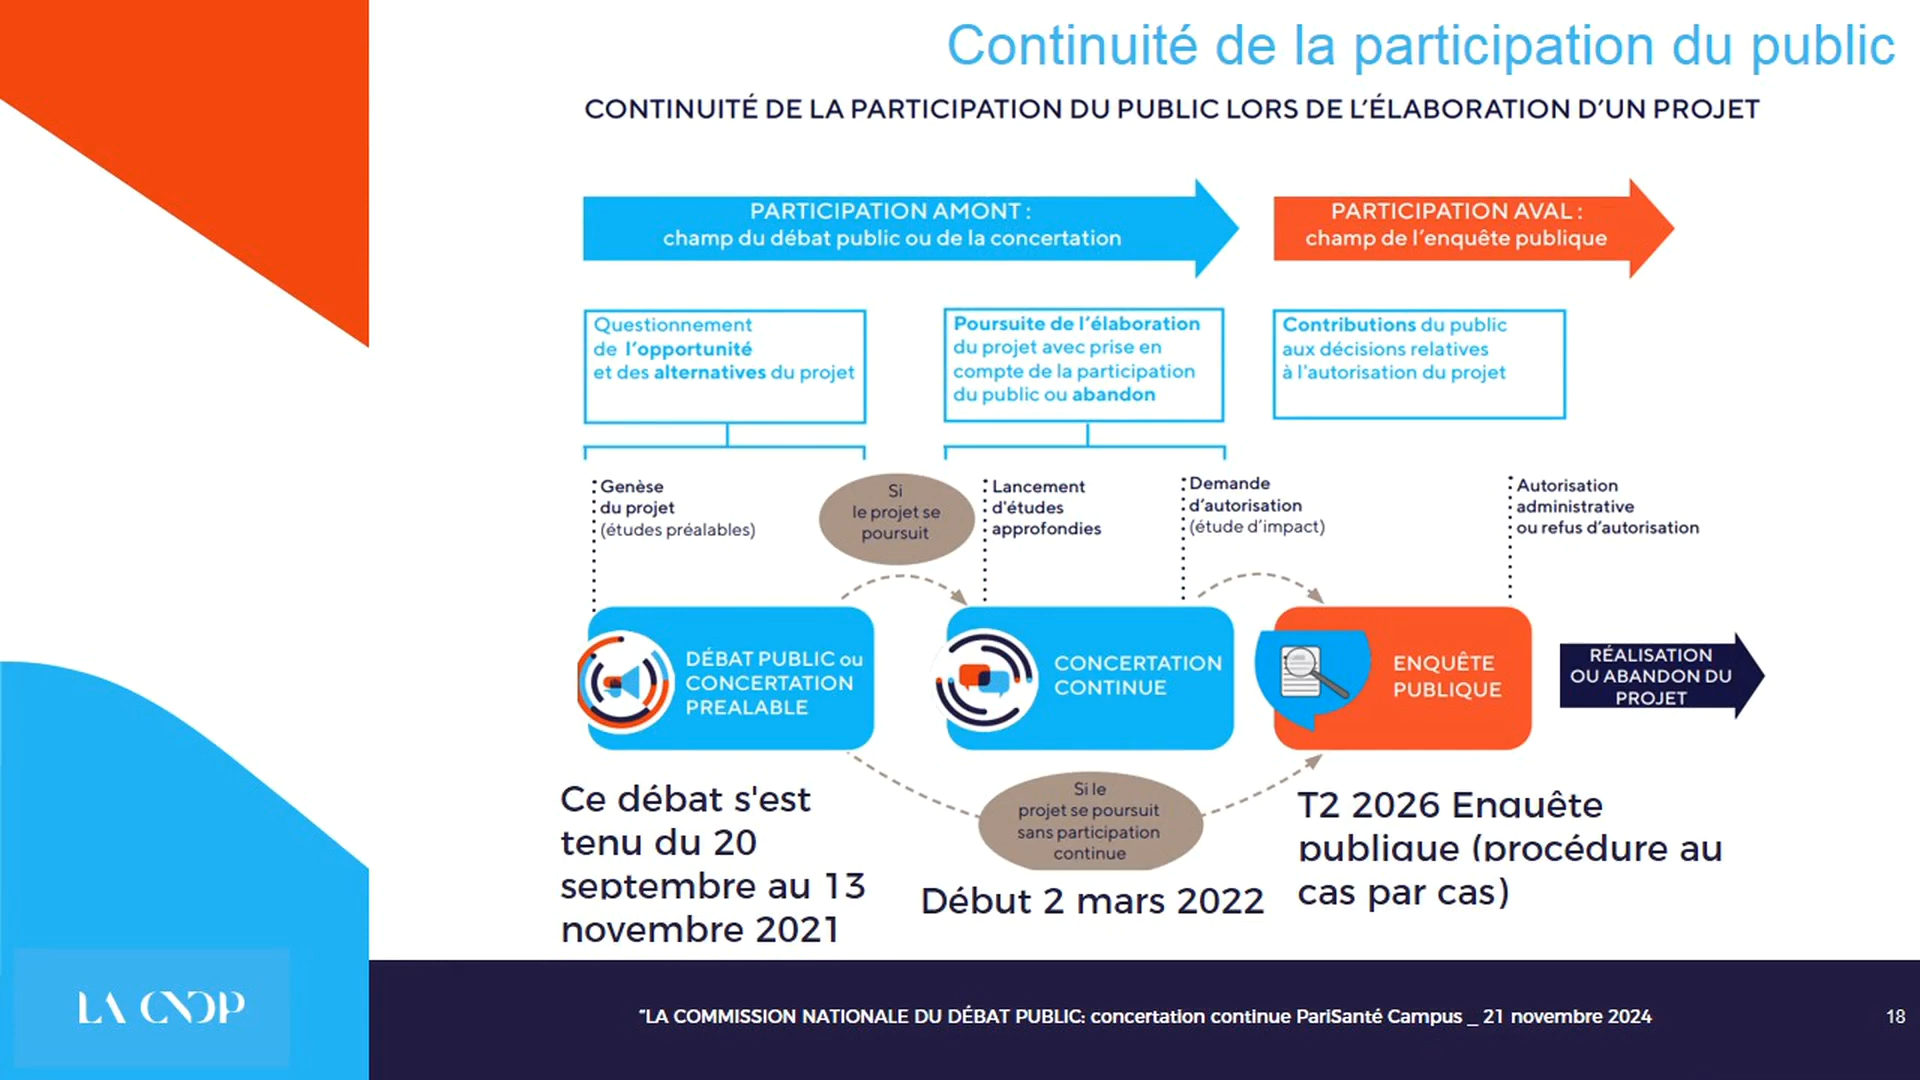 Continuité de la participation du public
CONTINUITÉ DE LA PARTICIPATION DU PUBLIC LORS DE L'ÉLABORATION D'UN PROJET
PARTICIPATION AMONT :
champ du débat public ou de la concertation
PARTICIPATION AVAL :
champ de l'enquête publique
Questionnement
de l'opportunité
et des alternatives du projet
Poursuite de l'élaboration
du projet avec prise en
compte de la participation
du public ou abandon
Contributions du public
aux décisions relatives
à l'autorisation du projet
Genèse
du projet
(études préalables)
Si
le projet se
poursuit
Lancement
d'études
approfondies
Demande
d'autorisation
(étude d'impact)
Autorisation
administrative
ou refus d'autorisation
DÉBAT PUBLIC ou
CONCERTATION
PREALABLE
CONCERTATION
CONTINUE
ENQUÊTE
PUBLIQUE
RÉALISATION
OU ABANDON DU
PROJET
Ce débat s'est
tenu du 20
septembre au 13
novembre 2021
Si le
projet se poursuit
sans participation
continue
Début 2 mars 2022
T2 2026 Enquête
publique (procédure au
cas par cas)
LA CNDP
"LA COMMISSION NATIONALE DU DÉBAT PUBLIC: concertation continue PariSanté Campus _ 21 novembre 2024
18